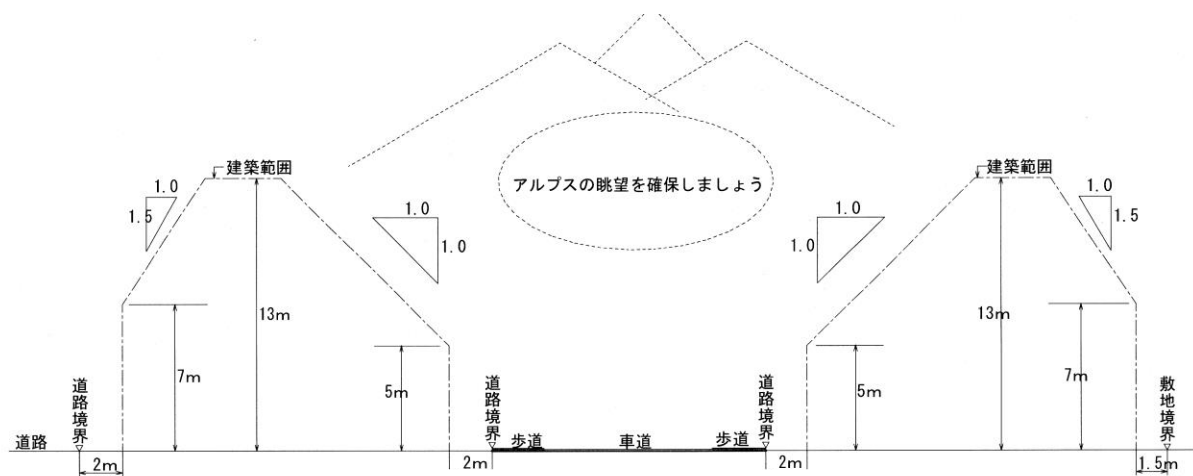 アルプスの眺望を確保しましょう
建築範囲
建築範囲
1.0
1.5
1.0
1.0
1.0
1.0
1.0
1.5
13m
13m
7m
5m
5m
7m
道路境界
道路境界
道路境界
敷地境界
道路
歩道
車道
歩道
2m
2m
2m
1.5m